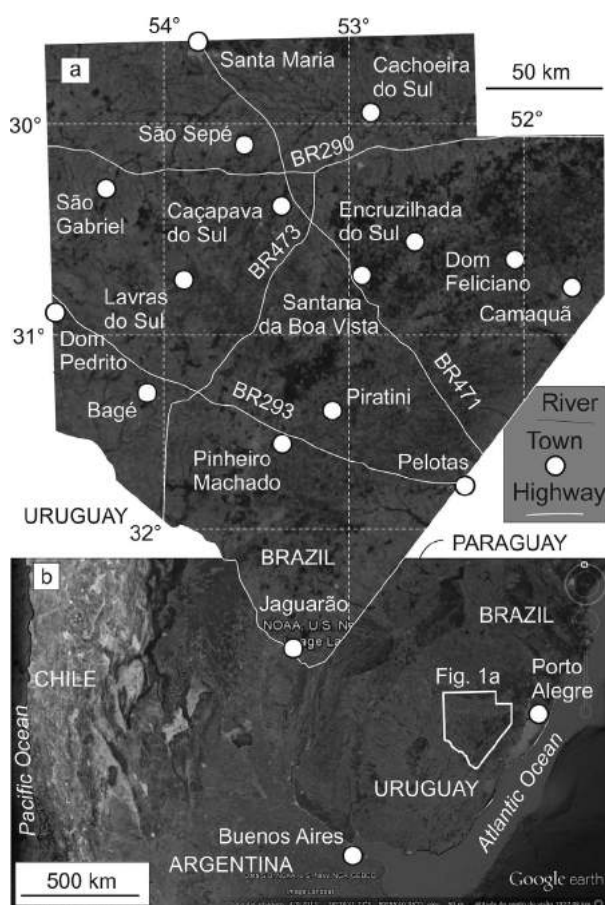 54°
53°
a
Santa Maria
Cachoeira
do Sul
50 km
30°
São Sepé
52°
BR290
São
Gabriel
Caçapava
do Sul
Encruzilhada
do Sul
BR473
Dom
Feliciano
Lavras
do Sul
Santana
da Boa Vista
Camaquã
31°
Dom
Pedrito
BR471
River
Bagé
BR293
Piratini
Town
Pinheiro
Machado
Pelotas
Highway
URUGUAY
32°
BRAZIL
PARAGUAY
b
Jaguarão
NOAA, U.S. N
BRAZIL
CHILE
Fig. 1a
Porto
Alegre
Pacific Ocean
URUGUAY
Atlantic Ocean
Buenos Aires
ARGENTINA
500 km
Google earth